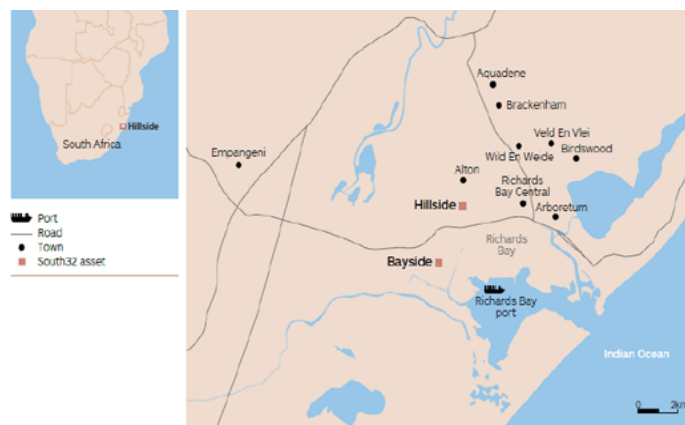 Hillside
South Africa
Port
Road
Town
South32 asset
Aquadene
Brackenham
Veld En Vlei
Birdswood
Wild En Weide
Empangeni
Alton
Richards
Bay Central
Hillside
Arboretum
Richards
Bay
Bayside
Richards Bay
port
Indian Ocean
0 2km